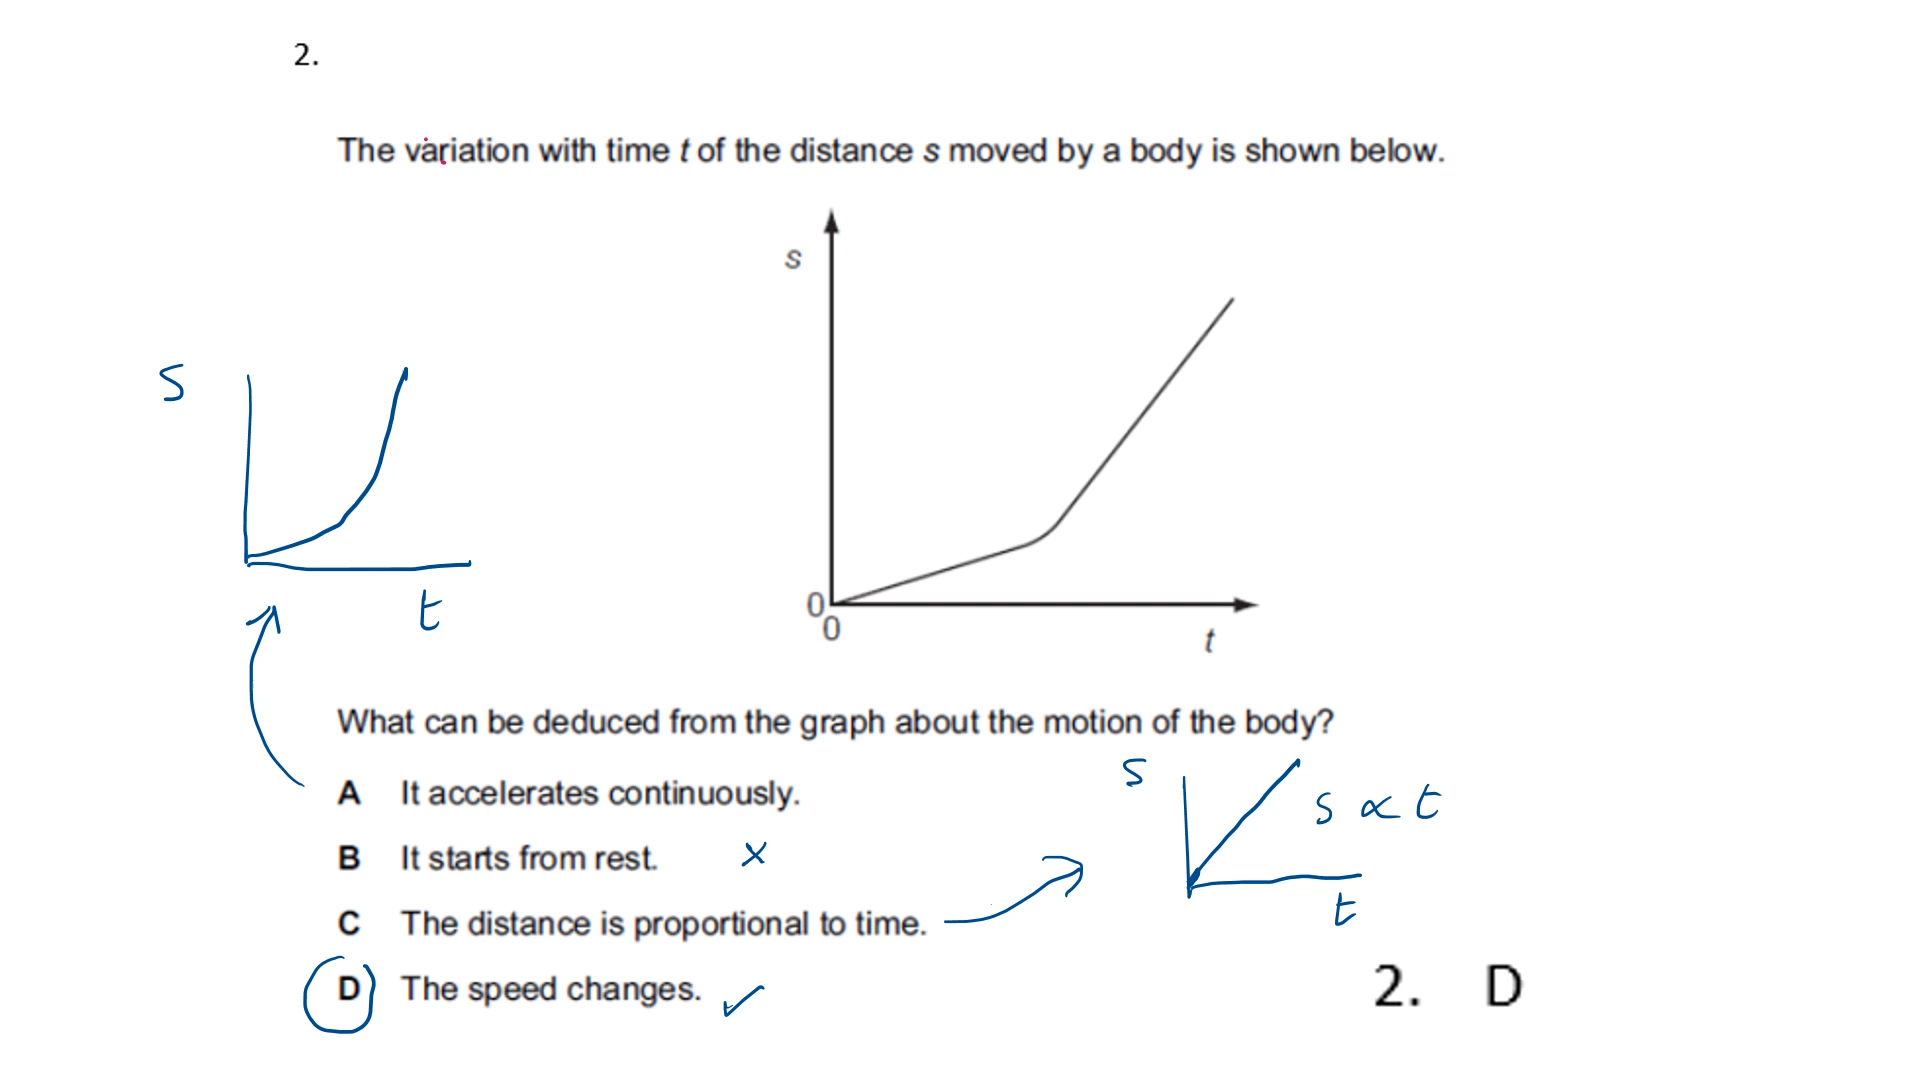 2.
The variation with time t of the distance s moved by a body is shown below.
s
S
0
0
t
t
What can be deduced from the graph about the motion of the body?
A It accelerates continuously.
B It starts from rest. ×
C The distance is proportional to time.
D The speed changes. ✓
S
S ∝ t
t
2. D